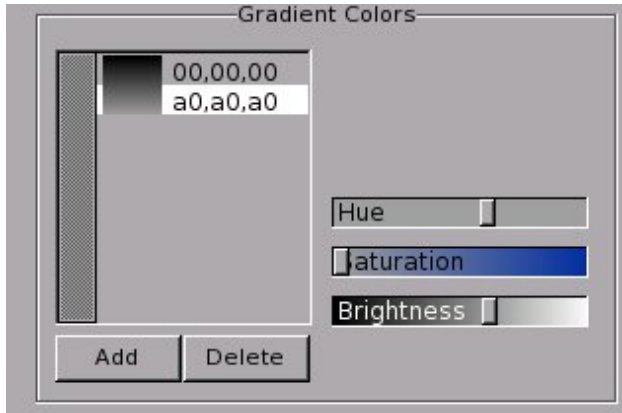 Gradient Colors
00,00,00
a0,a0,a0
Hue
Saturation
Brightness
Add Delete